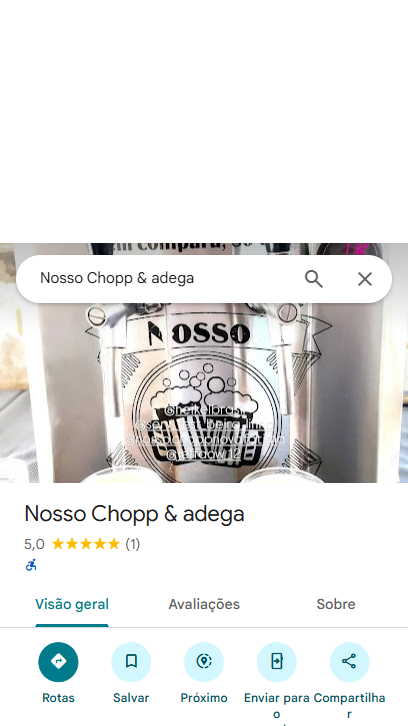 Nosso Chopp & adega
NOSSO
Nosso Chopp & adega
5,0 (1)
Visão geral
Avaliações
Sobre
Rotas
Salvar
Próximo
Enviar para o
Compartilhar